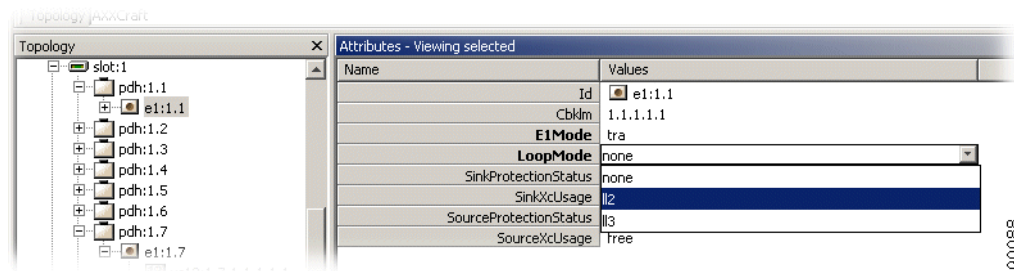 Topology |AXXCraft
Topology
Attributes - Viewing selected
slot:1
Name Values
pdh:1.1
Id e1:1.1
e1:1.1
Cbklm 1.1.1.1.1
pdh:1.2
E1Mode tra
pdh:1.3
LoopMode none
pdh:1.4
SinkProtectionStatus none
pdh:1.5
SinkXcUsage ll2
pdh:1.6
SourceProtectionStatus ll3
pdh:1.7
SourceXcUsage free
e1:1.7